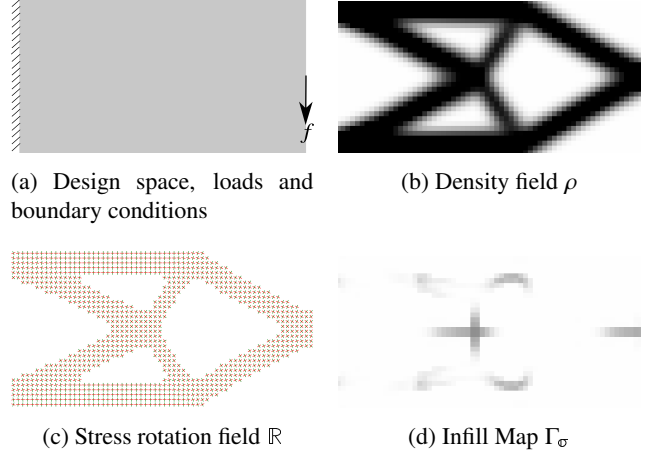 f
(a) Design space, loads and
boundary conditions
(b) Density field ρ
(c) Stress rotation field ℝ
(d) Infill Map Γσ